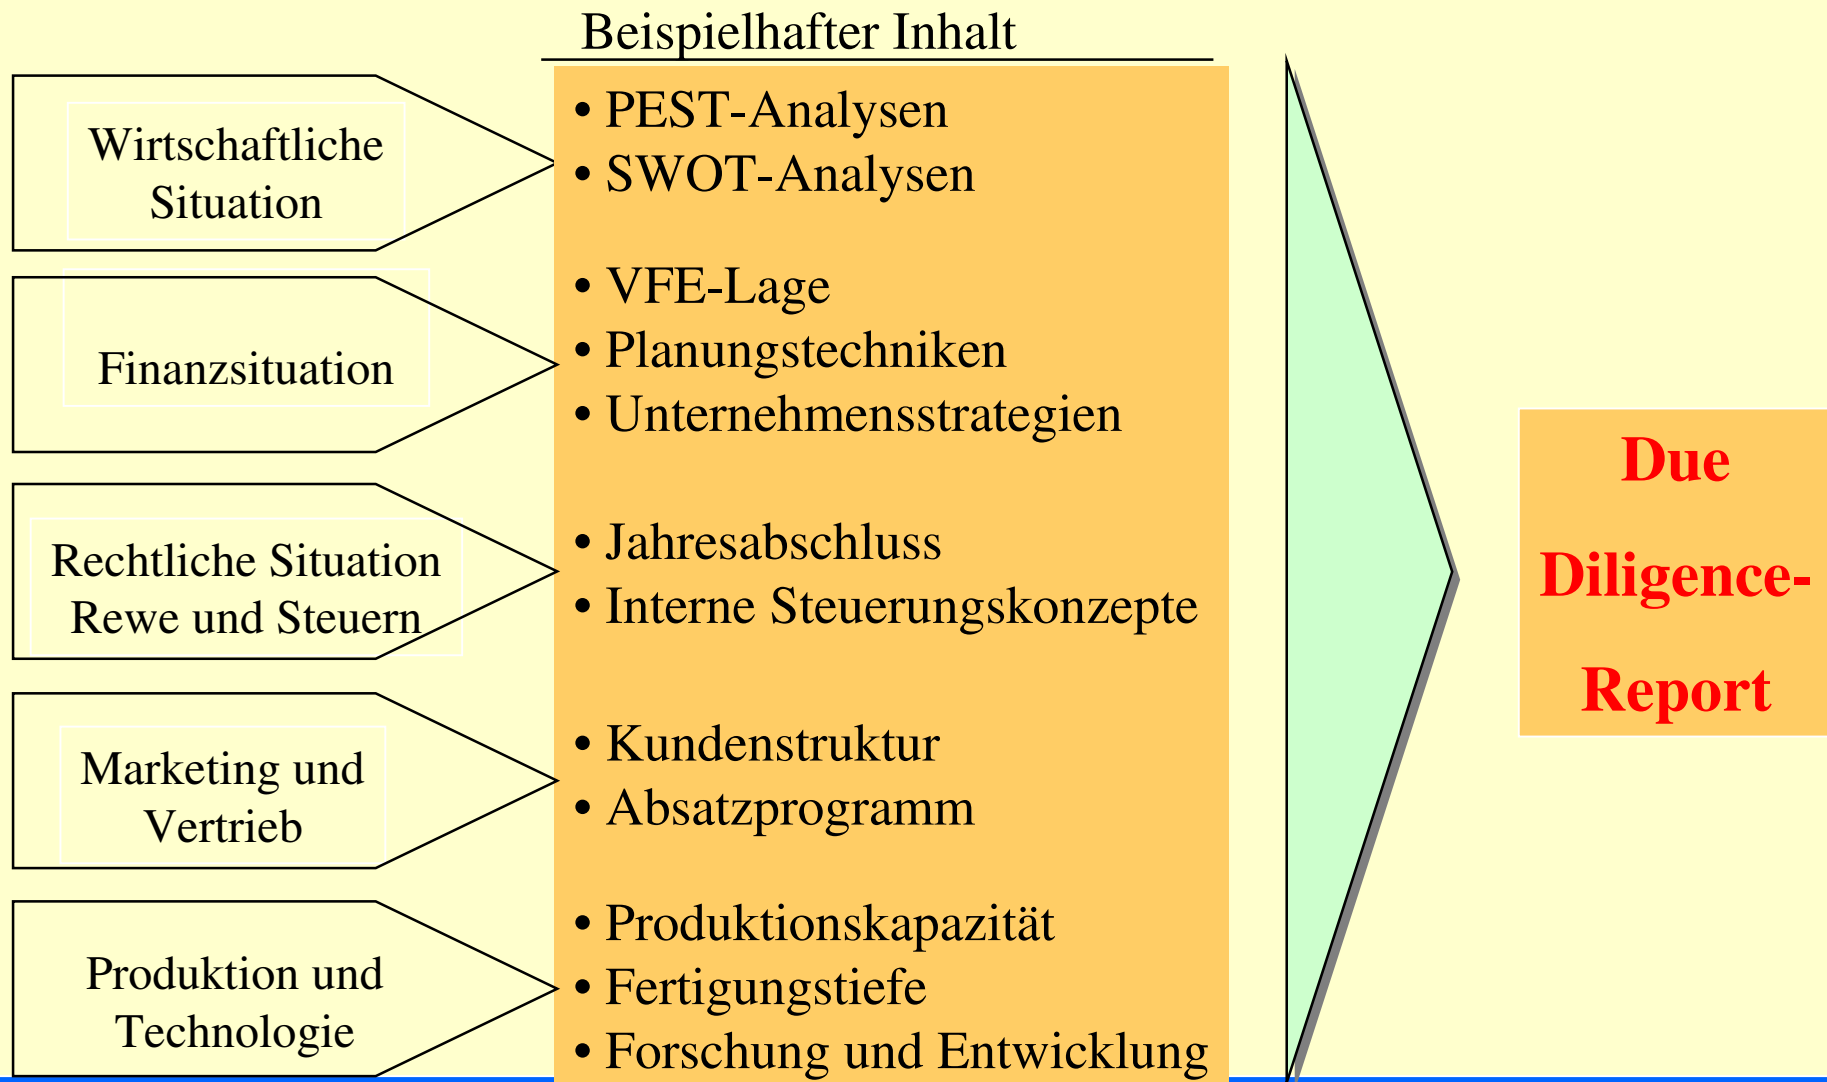 Beispielhafter Inhalt
Wirtschaftliche
Situation
• PEST-Analysen
• SWOT-Analysen
Finanzsituation
• VFE-Lage
• Planungstechniken
• Unternehmensstrategien
Rechtliche Situation
Rewe und Steuern
• Jahresabschluss
• Interne Steuerungskonzepte
Marketing und
Vertrieb
• Kundenstruktur
• Absatzprogramm
Produktion und
Technologie
• Produktionskapazität
• Fertigungstiefe
• Forschung und Entwicklung
Due
Diligence-
Report